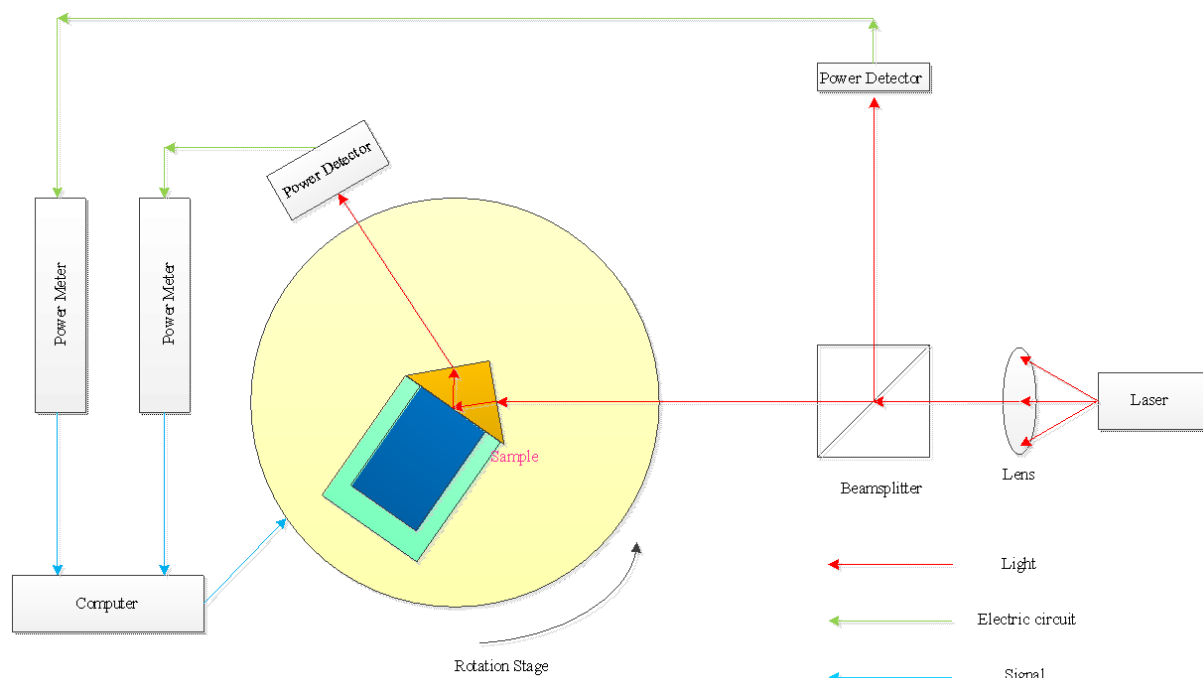 Power Detector
Power Detector
Power Meter
Power Meter
Laser
Sample
Beamsplitter
Lens
Light
Computer
Electric circuit
Rotation Stage
Signal